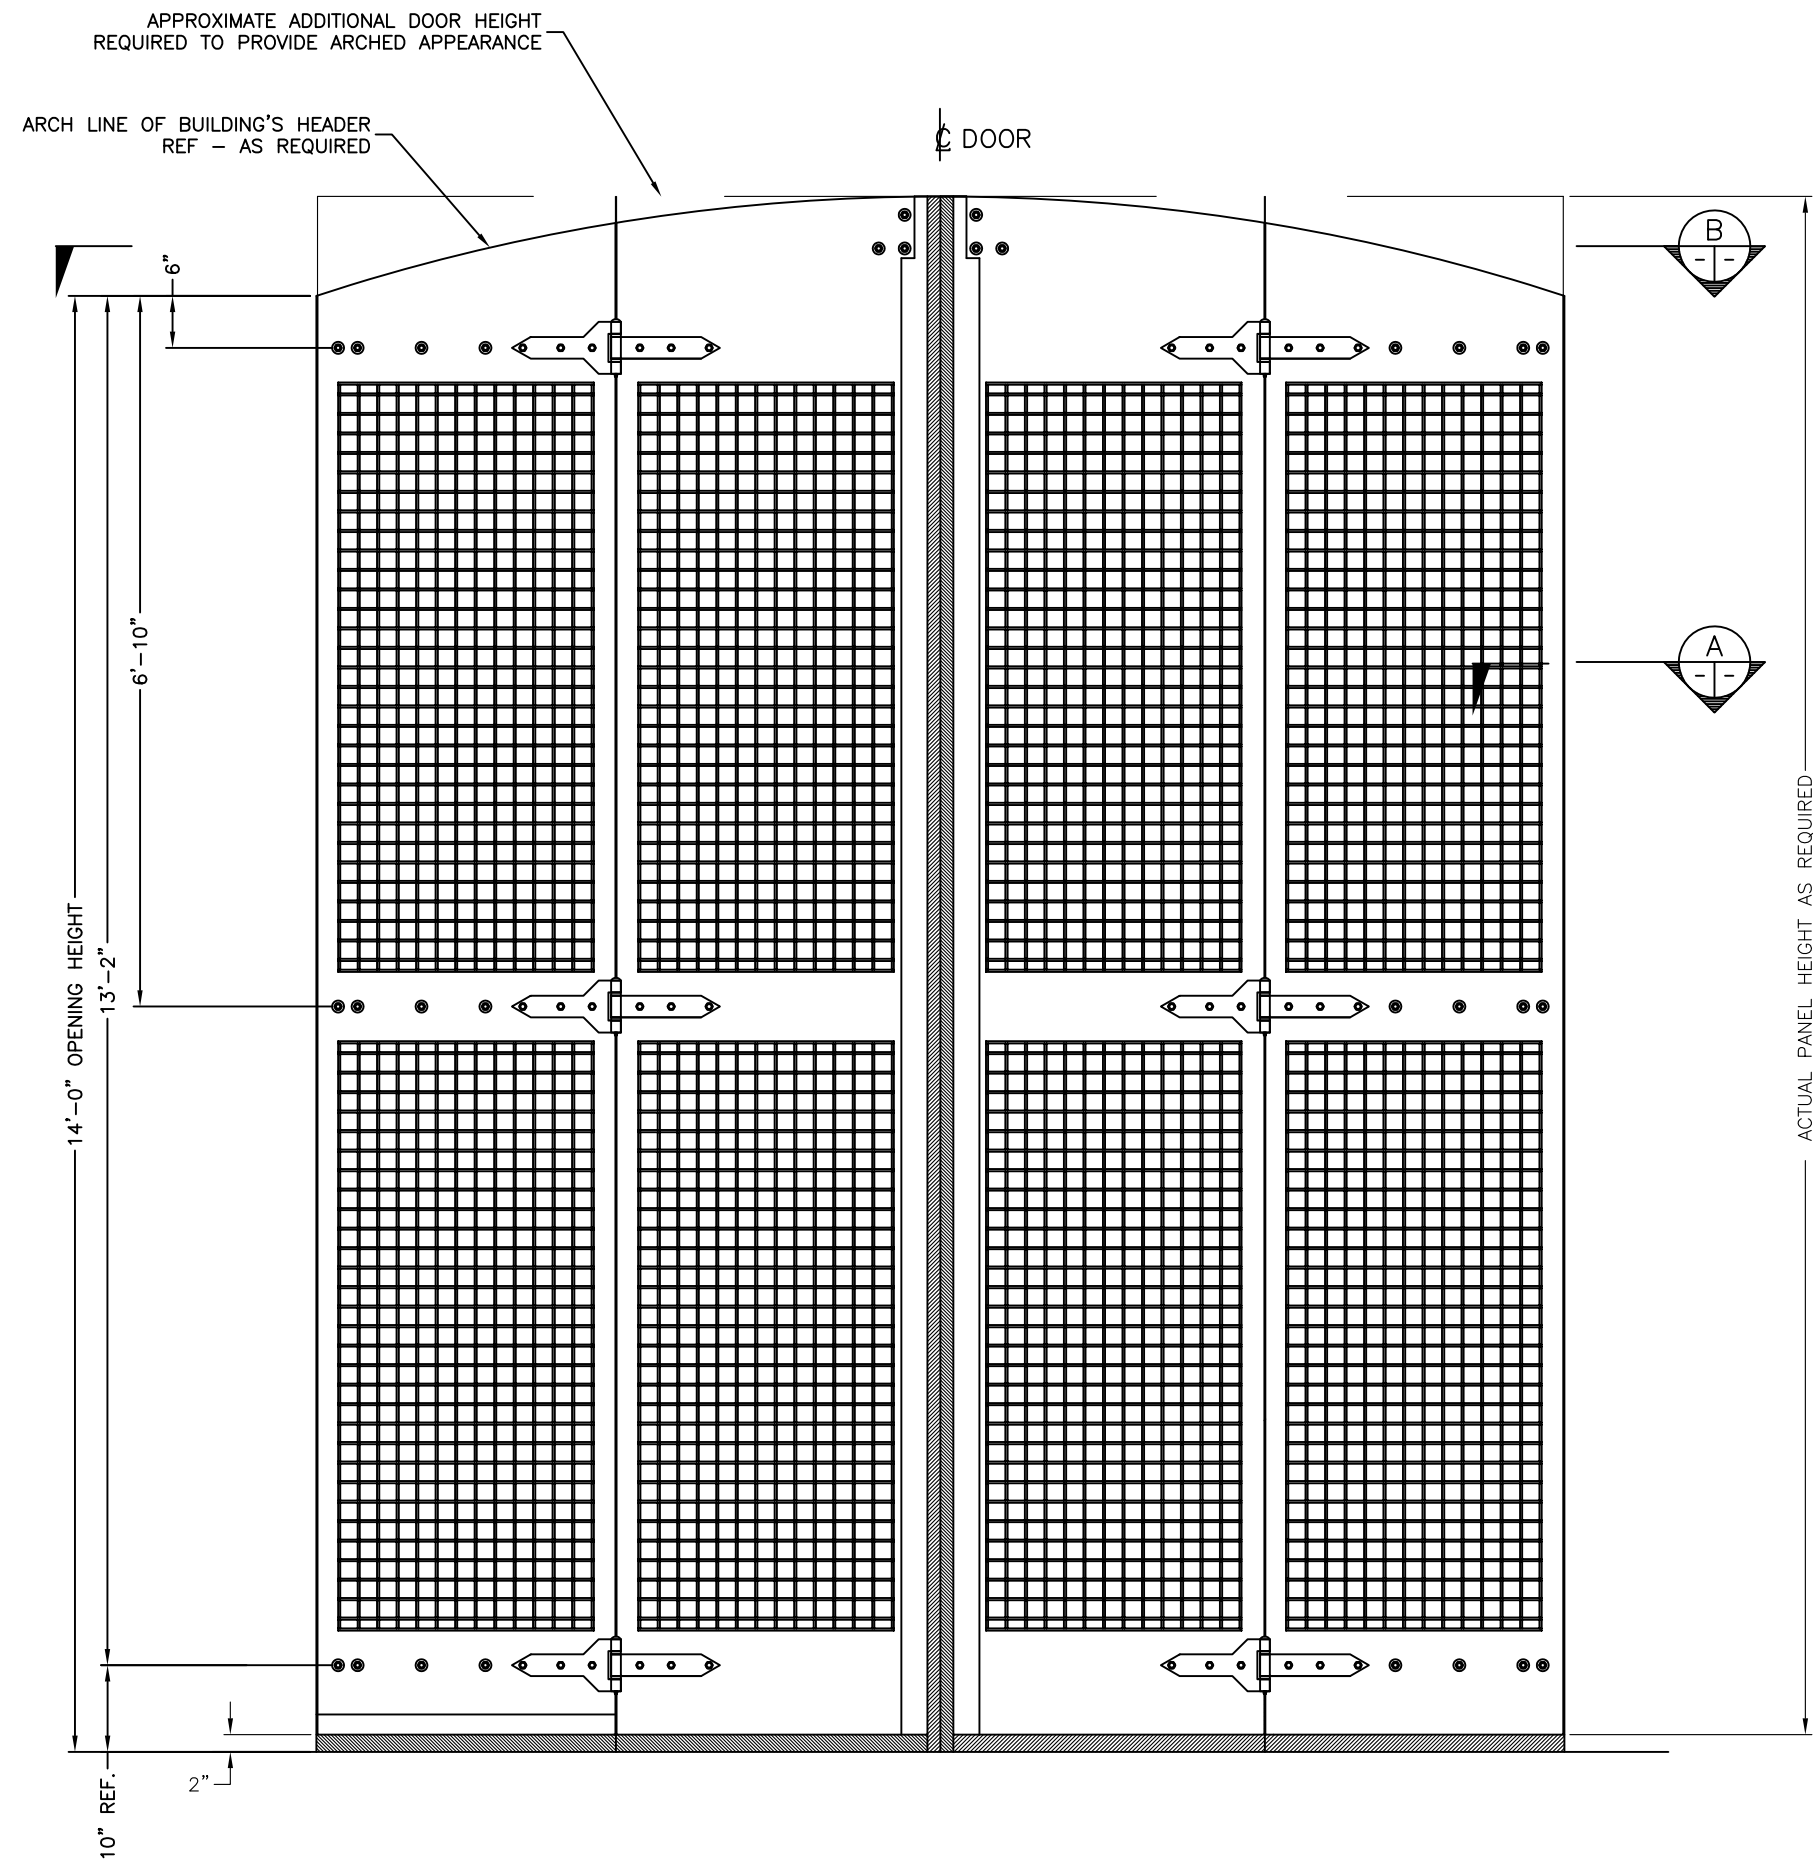 APPROXIMATE ADDITIONAL DOOR HEIGHT
REQUIRED TO PROVIDE ARCHED APPEARANCE
ARCH LINE OF BUILDING'S HEADER
REF - AS REQUIRED
℄ DOOR
B
- -
6"
6'-10"
A
- -
14'-0" OPENING HEIGHT
13'-2"
ACTUAL PANEL HEIGHT AS REQUIRED
2"
10" REF.